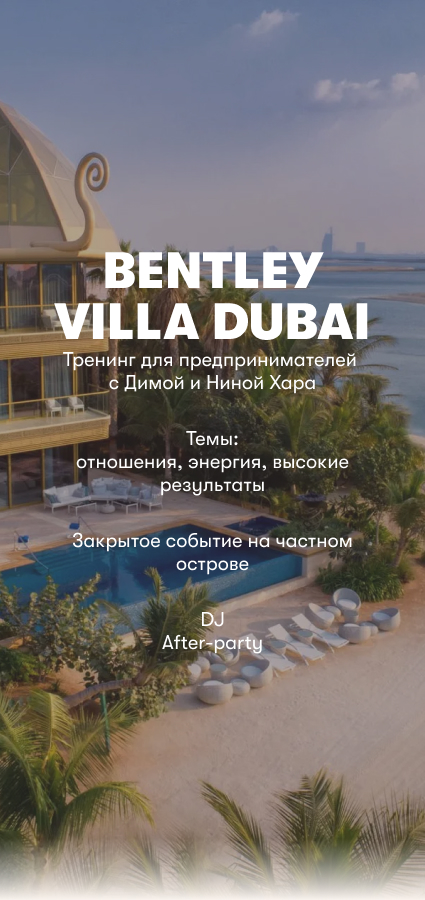 BENTLEY
VILLA DUBAI
Тренинг для предпринимателей
с Димой и Ниной Хара
Темы:
отношения, энергия, высокие
результаты
Закрытое событие на частном
острове
DJ
After-party